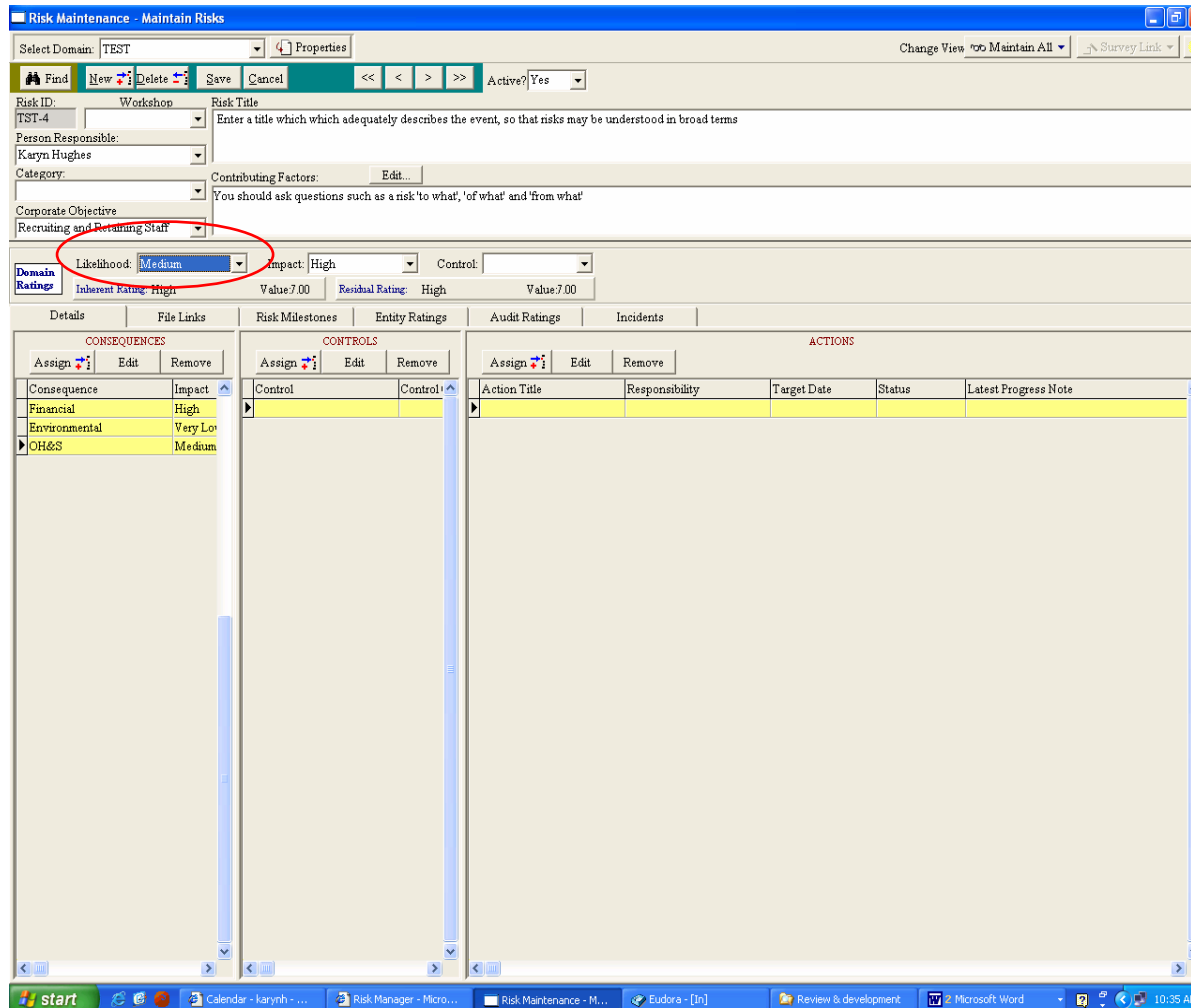 Risk Maintenance - Maintain Risks
Select Domain: TEST Properties Change View Maintain All Survey Link
Find New Delete Save Cancel << < > >> Active? Yes
Risk ID: Workshop Risk Title
TST-4 Enter a title which which adequately describes the event, so that risks may be understood in broad terms
Person Responsible:
Karyn Hughes
Category: Contributing Factors: Edit...
You should ask questions such as a risk 'to what', 'of what' and 'from what'
Corporate Objective
Recruiting and Retaining Staff
Domain Ratings Likelihood: Medium Impact: High Control:
Inherent Rating: High Value:7.00 Residual Rating: High Value:7.00
Details File Links Risk Milestones Entity Ratings Audit Ratings Incidents
CONSEQUENCES CONTROLS ACTIONS
Assign Edit Remove Assign Edit Remove Assign Edit Remove
Consequence Impact Control Control Action Title Responsibility Target Date Status Latest Progress Note
Financial High
Environmental Very Lo
OH&S Medium
start Calendar - karynh - ... Risk Manager - Micro... Risk Maintenance - M... Eudora - [In] Review & development 2 Microsoft Word 10:35 A